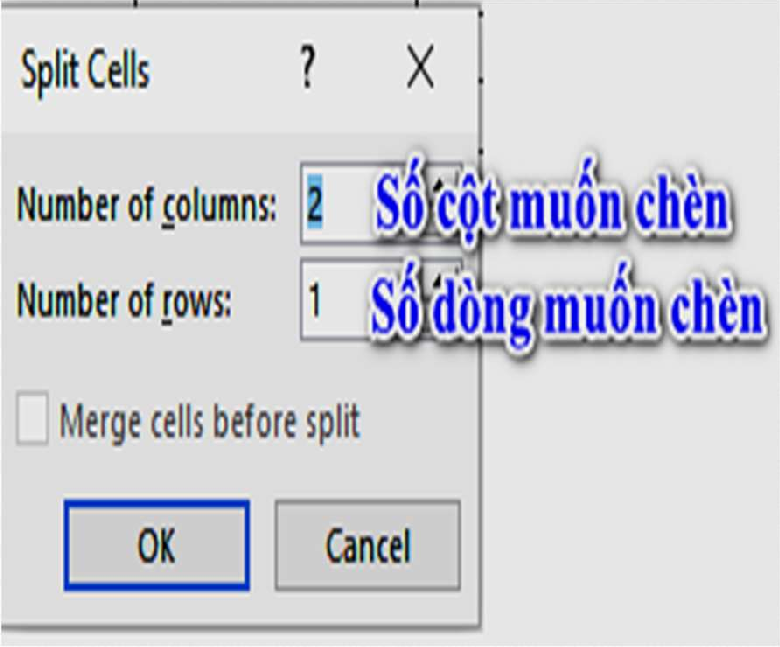 Split Cells ? X
Number of columns: 2 Số cột muốn chèn
Number of rows: 1 Số dòng muốn chèn
Merge cells before split
OK Cancel